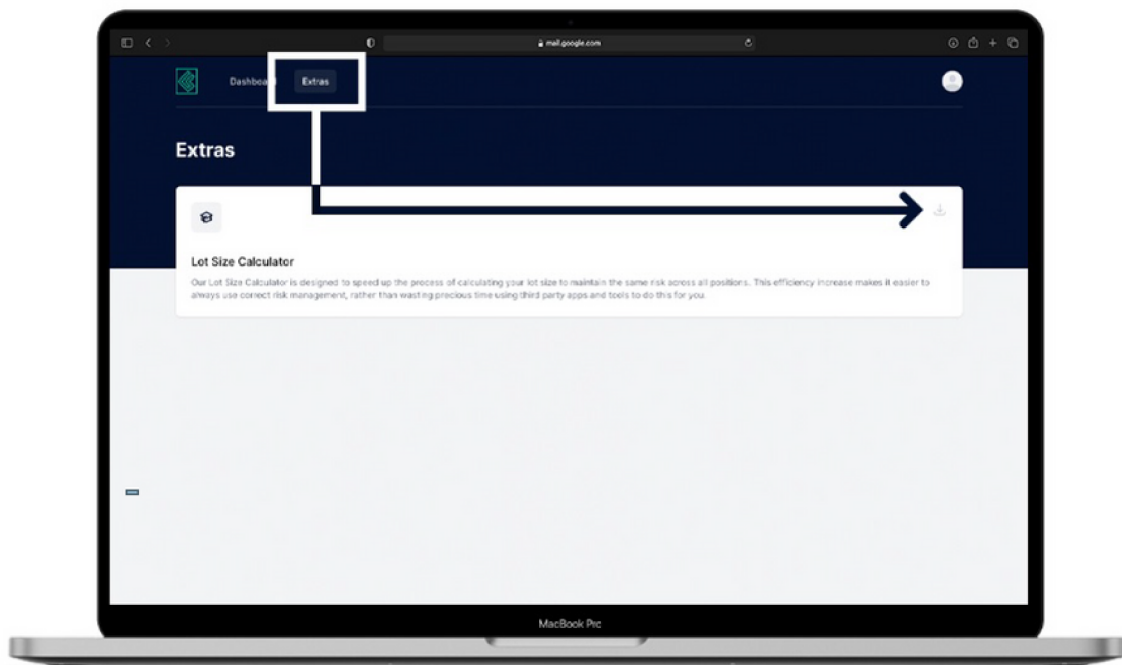 mail.google.com
Dashboard Extras
Extras
Lot Size Calculator
Our Lot Size Calculator is designed to speed up the process of calculating your lot size to maintain the same risk across all positions. This efficiency increase makes it easier to
always use correct risk management, rather than wasting precious time using third party apps and tools to do this for you.
MacBook Pro